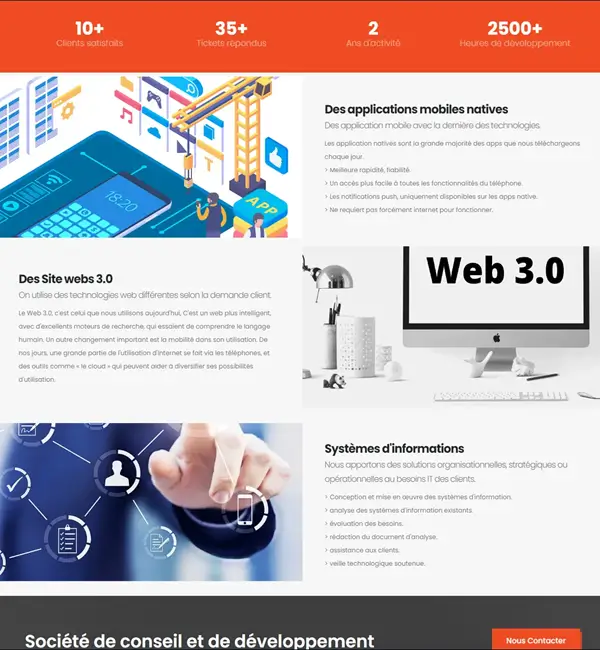 10+
Clients satisfaits
35+
Tickets répondus
2
Ans d'activité
2500+
Heures de développement
18:20
APP
Des applications mobiles natives
Des application mobile avec la dernière des technologies.
Les application natives sont la grande majorité des apps que nous téléchargeons
chaque jour.
> Meilleure rapidité, fiabilité.
> Un accès plus facile à toutes les fonctionnalités du téléphone.
> Les notifications push, uniquement disponibles sur les apps native.
> Ne requiert pas forcément internet pour fonctionner.
Des Site webs 3.0
On utilise des technologies web différentes selon la demande client.
Le Web 3.0, c'est celui que nous utilisons aujourd'hui, C'est un web plus intelligent,
avec d'excellents moteurs de recherche, qui essaient de comprendre le langage
humain. Un autre changement important est la mobilité dans son utilisation. De
nos jours, une grande partie de l'utilisation d'internet se fait via les téléphones, et
des outils comme « le cloud » qui peuvent aider à diversifier ses possibilités
d'utilisation.
Web 3.0
Systèmes d'informations
Nous apportons des solutions organisationnelles, stratégiques ou
opérationnelles au besoins IT des clients.
> Conception et mise en œuvre des systèmes d'information.
> analyse des systèmes d'information existants.
> évaluation des besoins.
> rédaction du document d'analyse.
> assistance aux clients.
> veille technologique soutenue.
Société de conseil et de développement
Nous Contacter